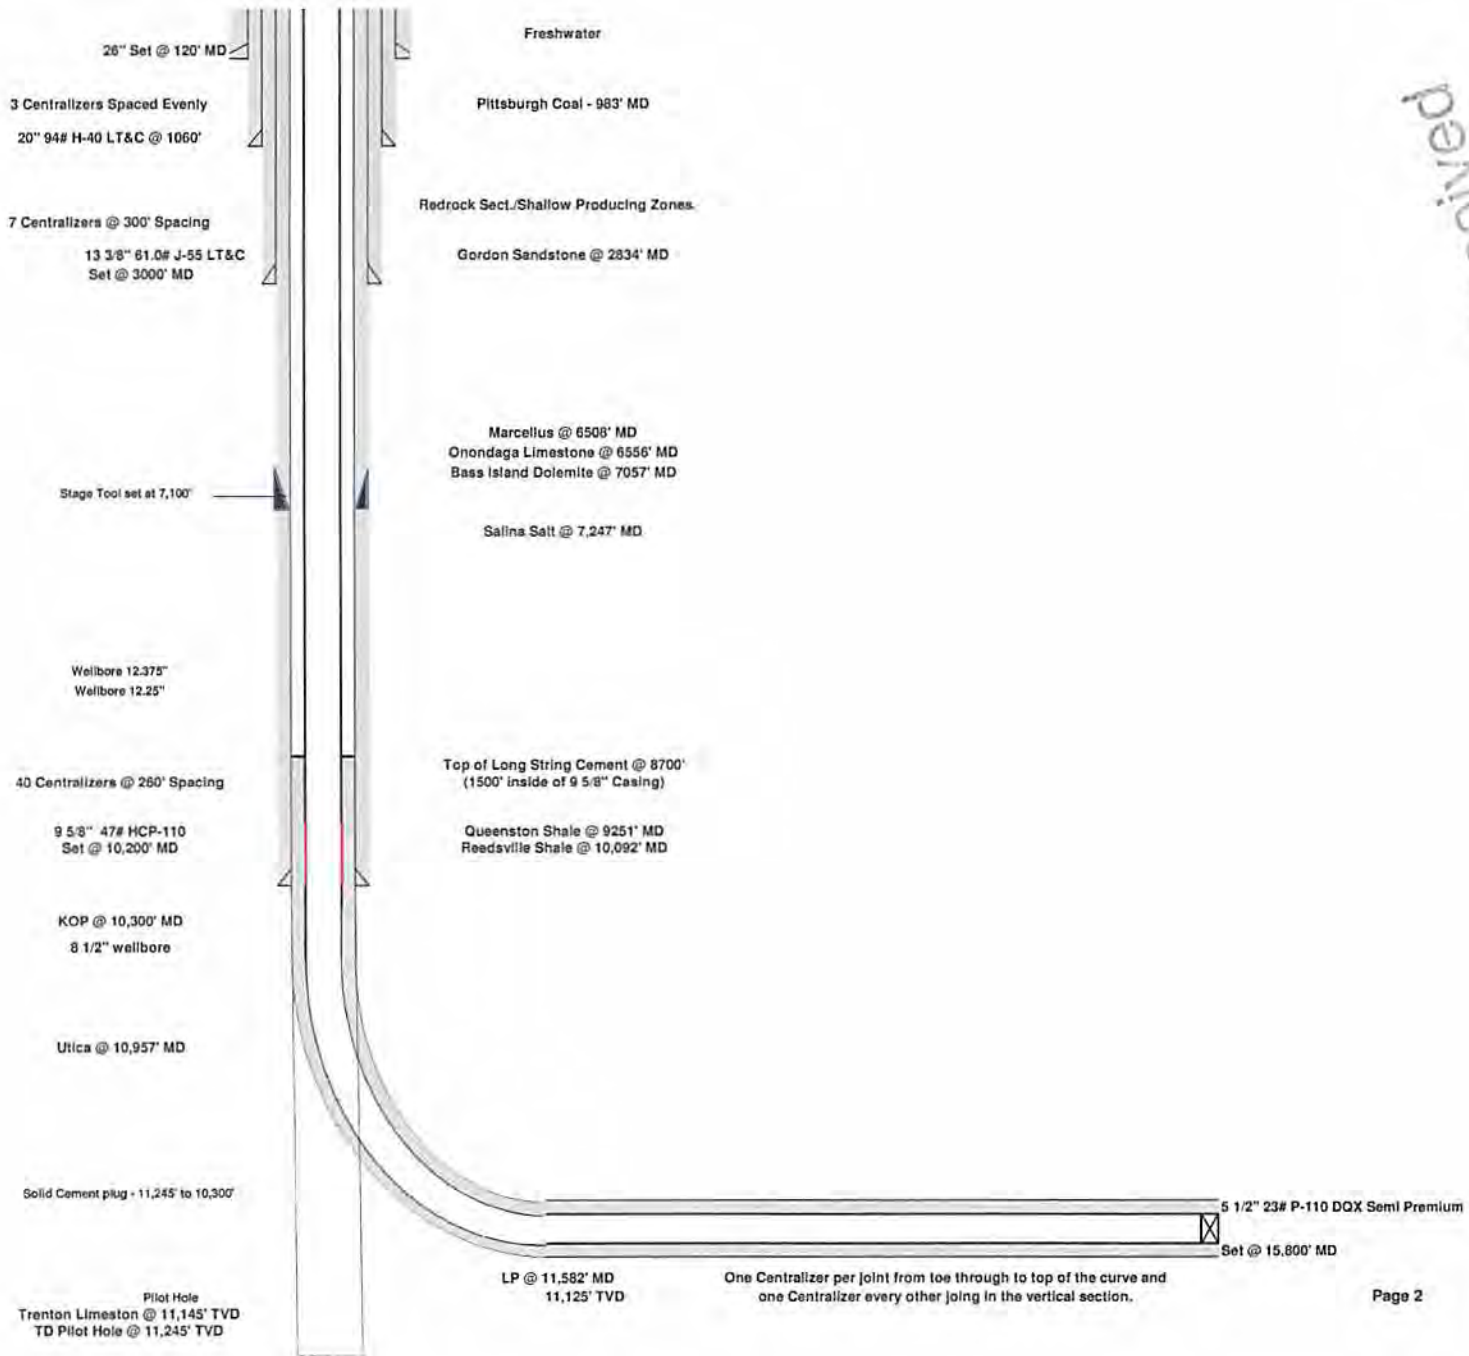 Freshwater
26" Set @ 120' MD
3 Centralizers Spaced Evenly
Pittsburgh Coal - 983' MD
20" 94# H-40 LT&C @ 1060'
Redrock Sect./Shallow Producing Zones
7 Centralizers @ 300' Spacing
13 3/8" 61.0# J-55 LT&C
Set @ 3000' MD
Gordon Sandstone @ 2834' MD
Marcellus @ 6508' MD
Onondaga Limestone @ 6556' MD
Bass Island Dolemite @ 7057' MD
Stage Tool set at 7,100'
Salina Salt @ 7,247' MD
Wellbore 12.375"
Wellbore 12.25"
Top of Long String Cement @ 8700'
(1500' inside of 9 5/8" Casing)
40 Centralizers @ 260' Spacing
9 5/8" 47# HCP-110
Set @ 10,200' MD
Queenston Shale @ 9251' MD
Reedsville Shale @ 10,092' MD
KOP @ 10,300' MD
8 1/2" wellbore
Utica @ 10,957' MD
Solid Cement plug - 11,245' to 10,300'
5 1/2" 23# P-110 DQX Semi Premium
Set @ 15,800' MD
LP @ 11,582' MD
11,125' TVD
One Centralizer per joint from toe through to top of the curve and
one Centralizer every other joing in the vertical section.
Pilot Hole
Trenton Limeston @ 11,145' TVD
TD Pilot Hole @ 11,245' TVD
Page 2